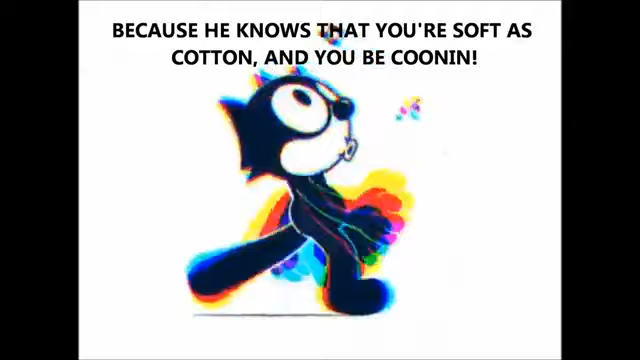 BECAUSE HE KNOWS THAT YOU'RE SOFT AS
COTTON, AND YOU BE COONIN!